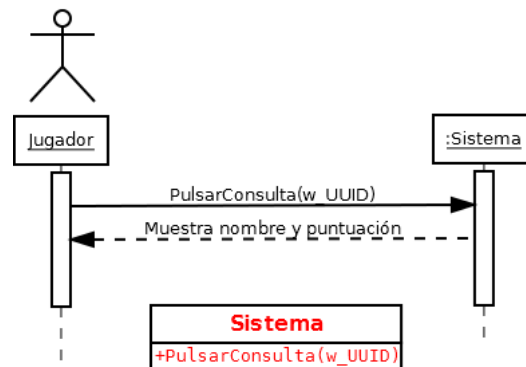 Jugador
:Sistema
PulsarConsulta(w_UUID)
Muestra nombre y puntuación
Sistema
+PulsarConsulta(w_UUID)